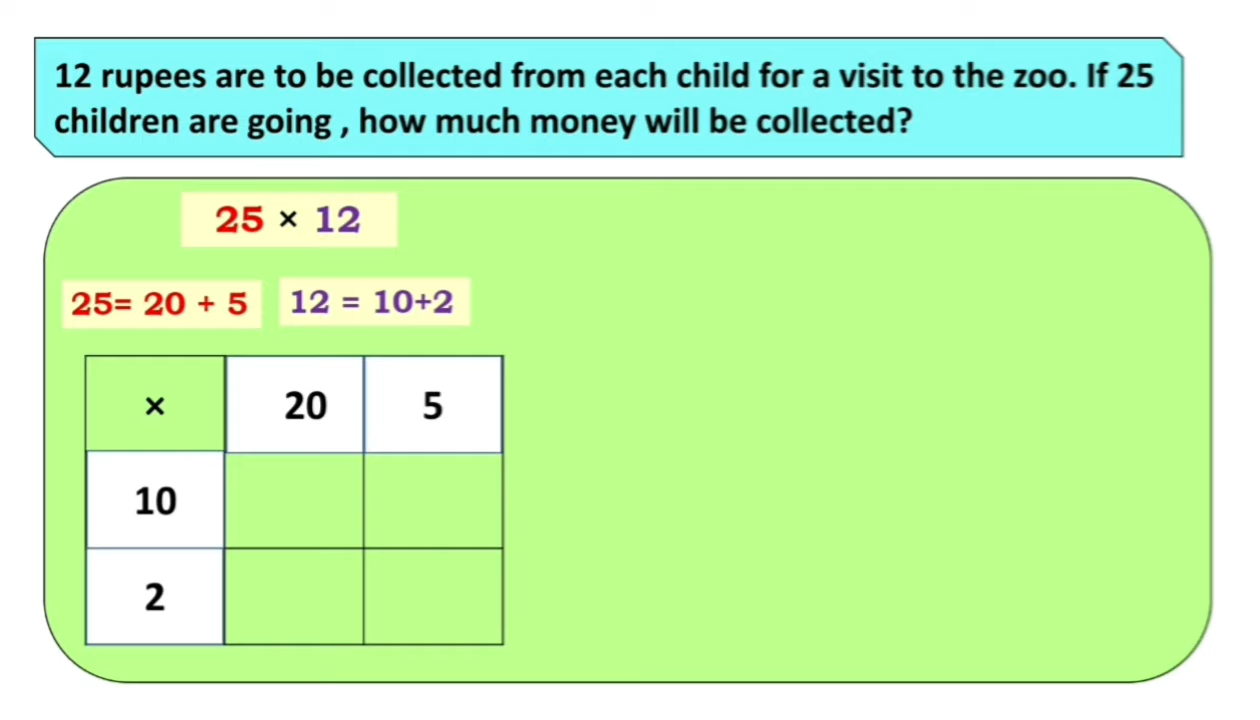 12 rupees are to be collected from each child for a visit to the zoo. If 25
children are going , how much money will be collected?
25 × 12
25= 20 + 5
12 = 10+2
× 20 5
10
2